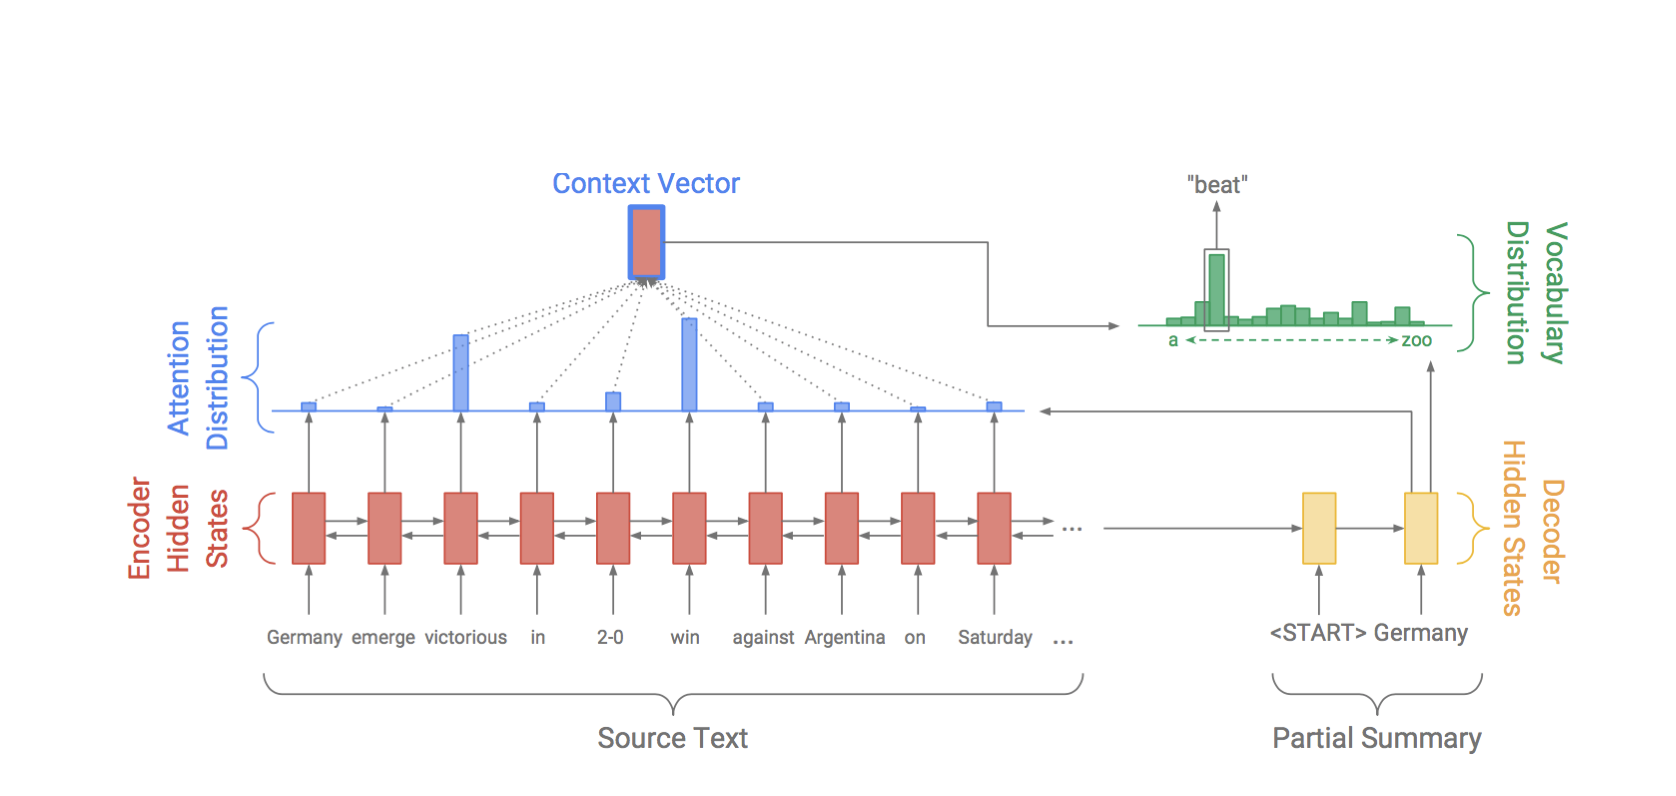 Context Vector
"beat"
a
zoo
Vocabulary
Distribution
Attention
Distribution
Encoder
Hidden
States
Decoder
Hidden States
Germany emerge victorious in 2-0 win against Argentina on Saturday ...
...
<START> Germany
Source Text
Partial Summary